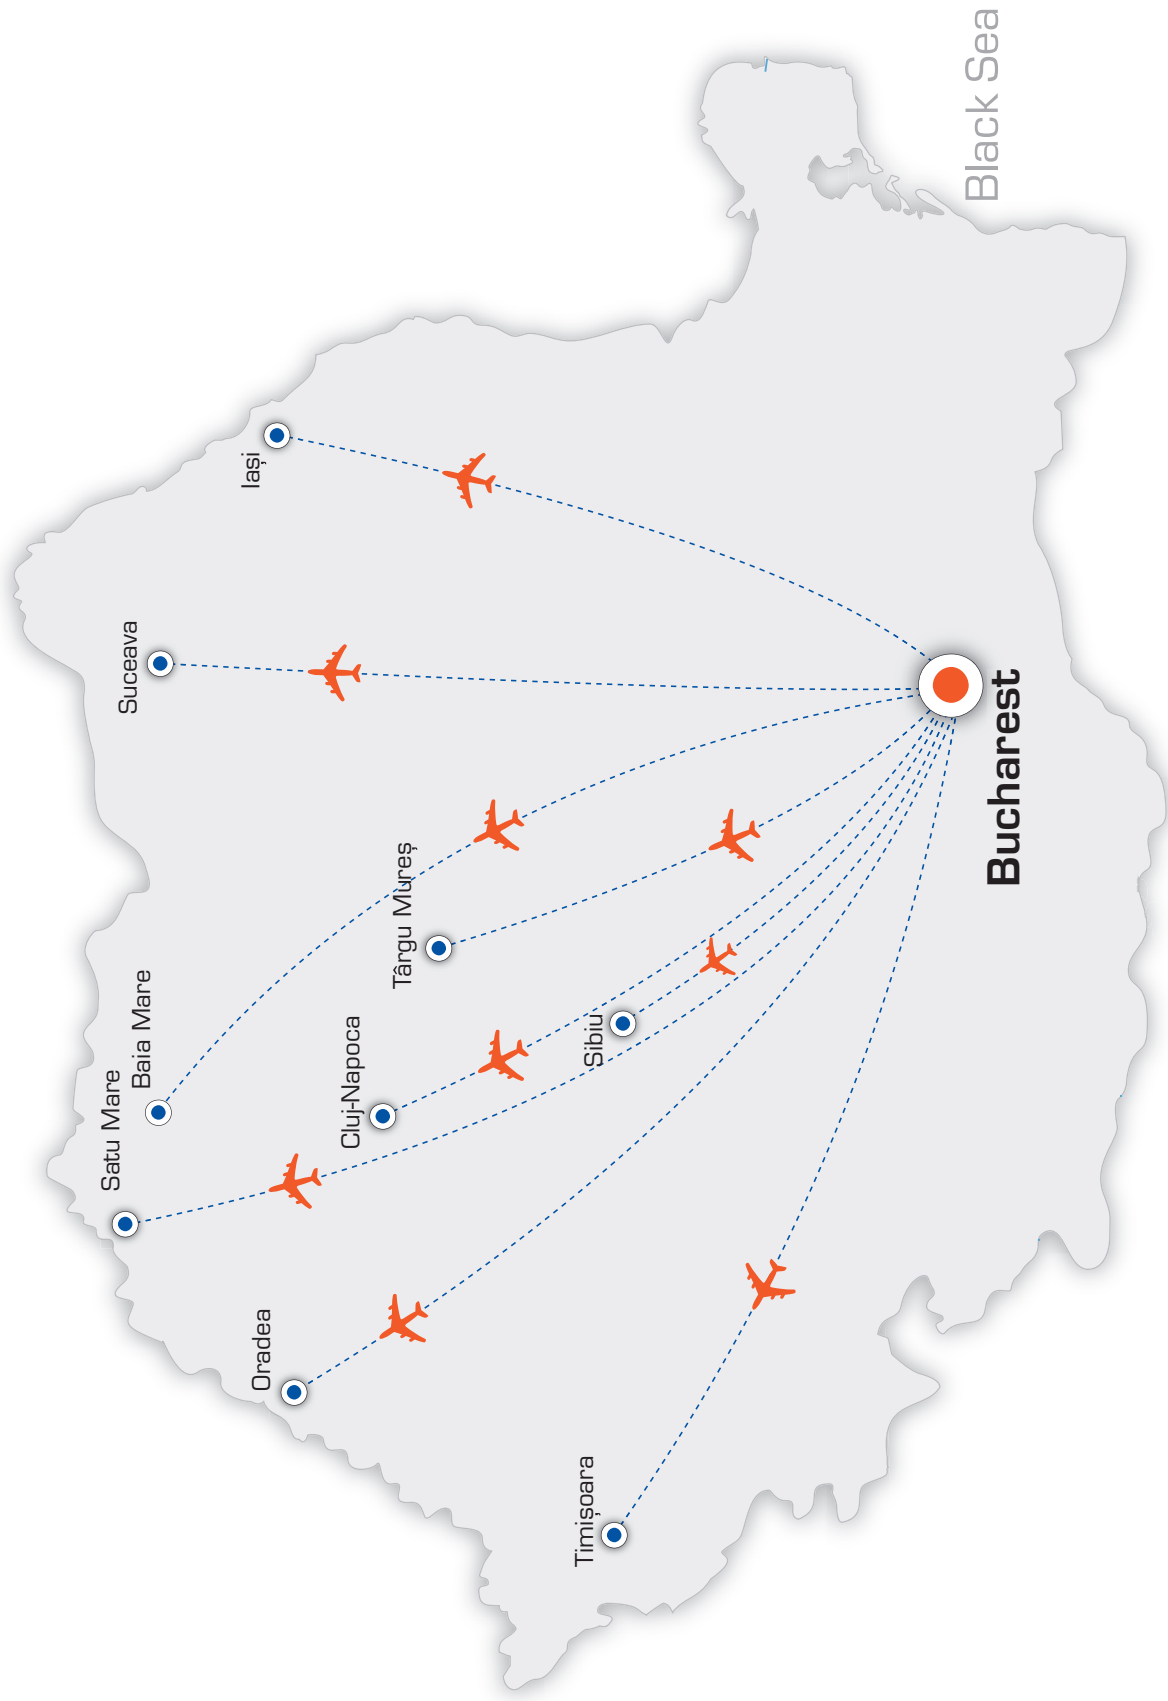 Satu Mare
Baia Mare
Suceava
Iași
Oradea
Cluj-Napoca
Târgu Mureș
Timișoara
Sibiu
Bucharest
Black Sea